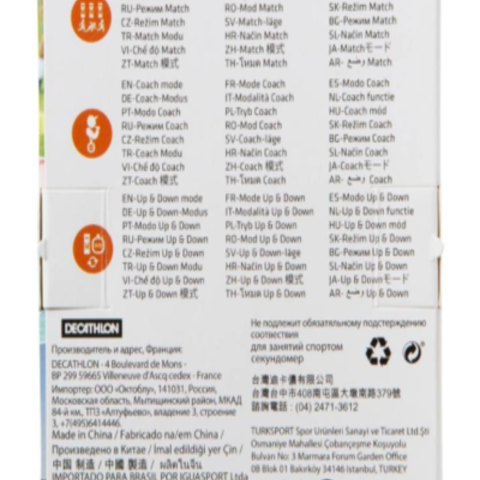 RU-Режим Match
CZ-Režim Match
TR-Match Modu
VI-Chế độ Match
ZT-Match 模式
RO-Mod Match
SV-Match-läge
HR-Način Match
ZH-Match 模式
TH-โหมด Match
SK-Režim Match
BG-Режим Match
SL-Način Match
JA-Matchモード
AR- وضع Match
EN-Coach mode
DE-Coach-Modus
PT-Modo Coach
RU-Режим Coach
CZ-Režim Coach
TR-Coach Modu
VI-Chế độ Coach
ZT-Coach 模式
FR-Mode Coach
IT-Modalità Coach
PL-Tryb Coach
RO-Mod Coach
SV-Coach-läge
HR-Način Coach
ZH-Coach 模式
TH-โหมด Coach
ES-Modo Coach
NL-Coach functie
HU-Coach mód
SK-Režim Coach
BG-Режим Coach
SL-Način Coach
JA-Coachモード
AR- وضع Coach
EN-Up & Down mode
DE-Up & Down-Modus
PT-Modo Up & Down
RU-Режим Up & Down
CZ-Režim Up & Down
TR-Up & Down Modu
VI-Chế độ Up & Down
ZT-Up & Down 模式
FR-Mode Up & Down
IT-Modalità Up & Down
PL-Tryb Up & Down
RO-Mod Up & Down
SV-Up & Down-läge
HR-Način Up & Down
ZH-Up & Down 模式
TH-โหมด Up & Down
ES-Modo Up & Down
NL-Up & Down functie
HU-Up & Down mód
SK-Režim Up & Down
BG-Режим Up & Down
SL-Način Up & Down
JA-Up & Downモード
AR- وضع Up & Down
DECATHLON
Производитель и адрес, Франция:
DECATHLON - 4 Boulevard de Mons -
BP 299 59665 Villeneuve d'Ascq cedex - France
Импортер: ООО «Октоблу», 141031, Россия,
Московская область, Мытищинский район, МКАД
84-й км, ТПЗ «Алтуфьево», владение 3, строение
3, +7(495)6414446.
Made in China / Fabricado na/em China /
Произведено в Китае / İmal edildiği yer Çin /
中国 制造 / 中國 製造 / ผลิตในจีน
IMPORTADO PARA BRASIL POR IGUASPORT Ltda
Не подлежит обязательному подтверждению
соотвествия
для занятий спортом
секундомер
台灣迪卡儂有限公司
台灣台中市408南屯區大墩南路379號
諮詢電話: (04) 2471-3612
TURKSPORT Spor Ürünleri Sanayi ve Ticaret Ltd.Şti
Osmaniye Mahallesi Çobançeşme Koşuyolu
Bulvarı No: 3 Marmara Forum Garden Office
08 Blok 01 Bakırköy 34146 Istanbul, TURKEY